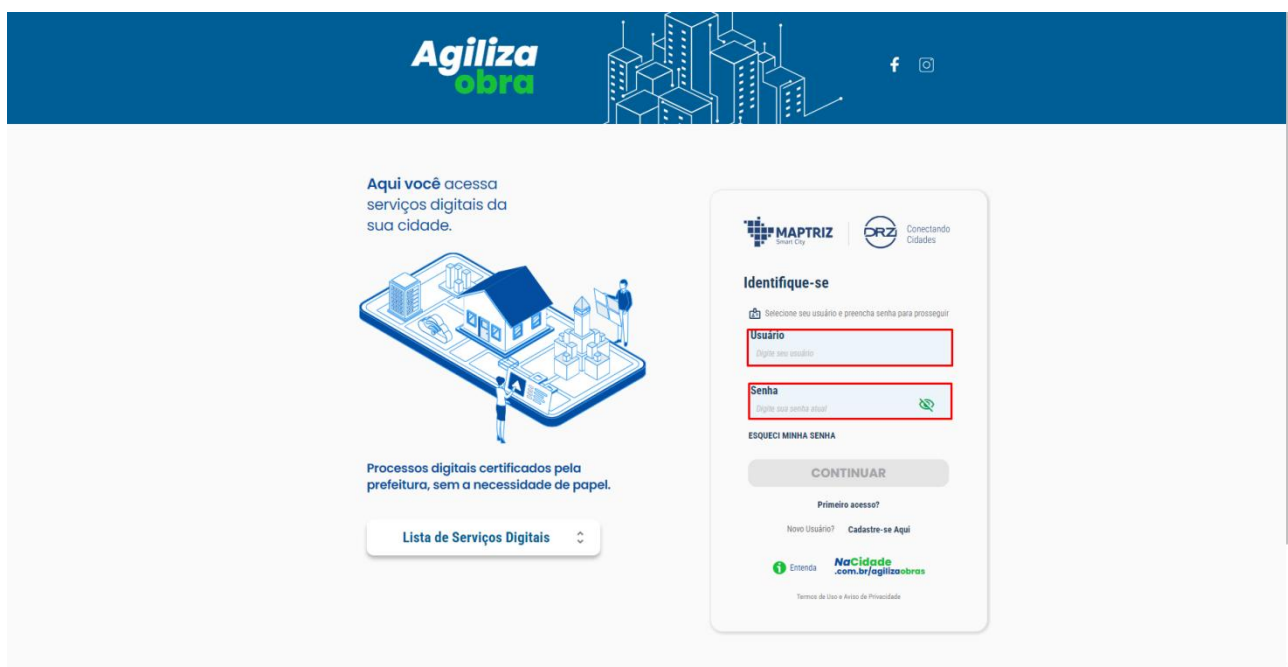 Agiliza
obra
Aqui você acessa
serviços digitais da
sua cidade.
Processos digitais certificados pela
prefeitura, sem a necessidade de papel.
Lista de Serviços Digitais
MAPTRIZ
Smart City
DRZ
Conectando
Cidades
Identifique-se
Selecione seu usuário e preencha senha para prosseguir
Usuário
Digite seu usuário
Senha
Digite sua senha atual
ESQUECI MINHA SENHA
CONTINUAR
Primeiro acesso?
Novo Usuário? Cadastre-se Aqui
Entenda
NaCidade
.com.br/agilizaobras
Termos de Uso e Aviso de Privacidade